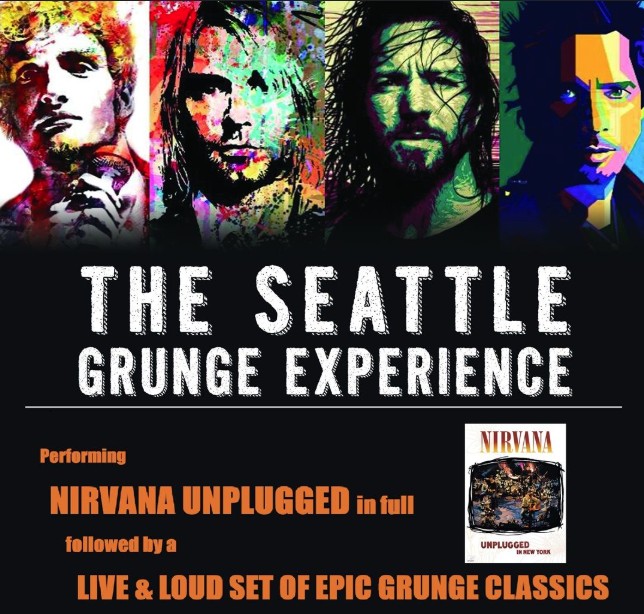 THE SEATTLE
GRUNGE EXPERIENCE
Performing
NIRVANA UNPLUGGED in full
followed by a
LIVE & LOUD SET OF EPIC GRUNGE CLASSICS
NIRVANA
UNPLUGGED
IN NEW YORK